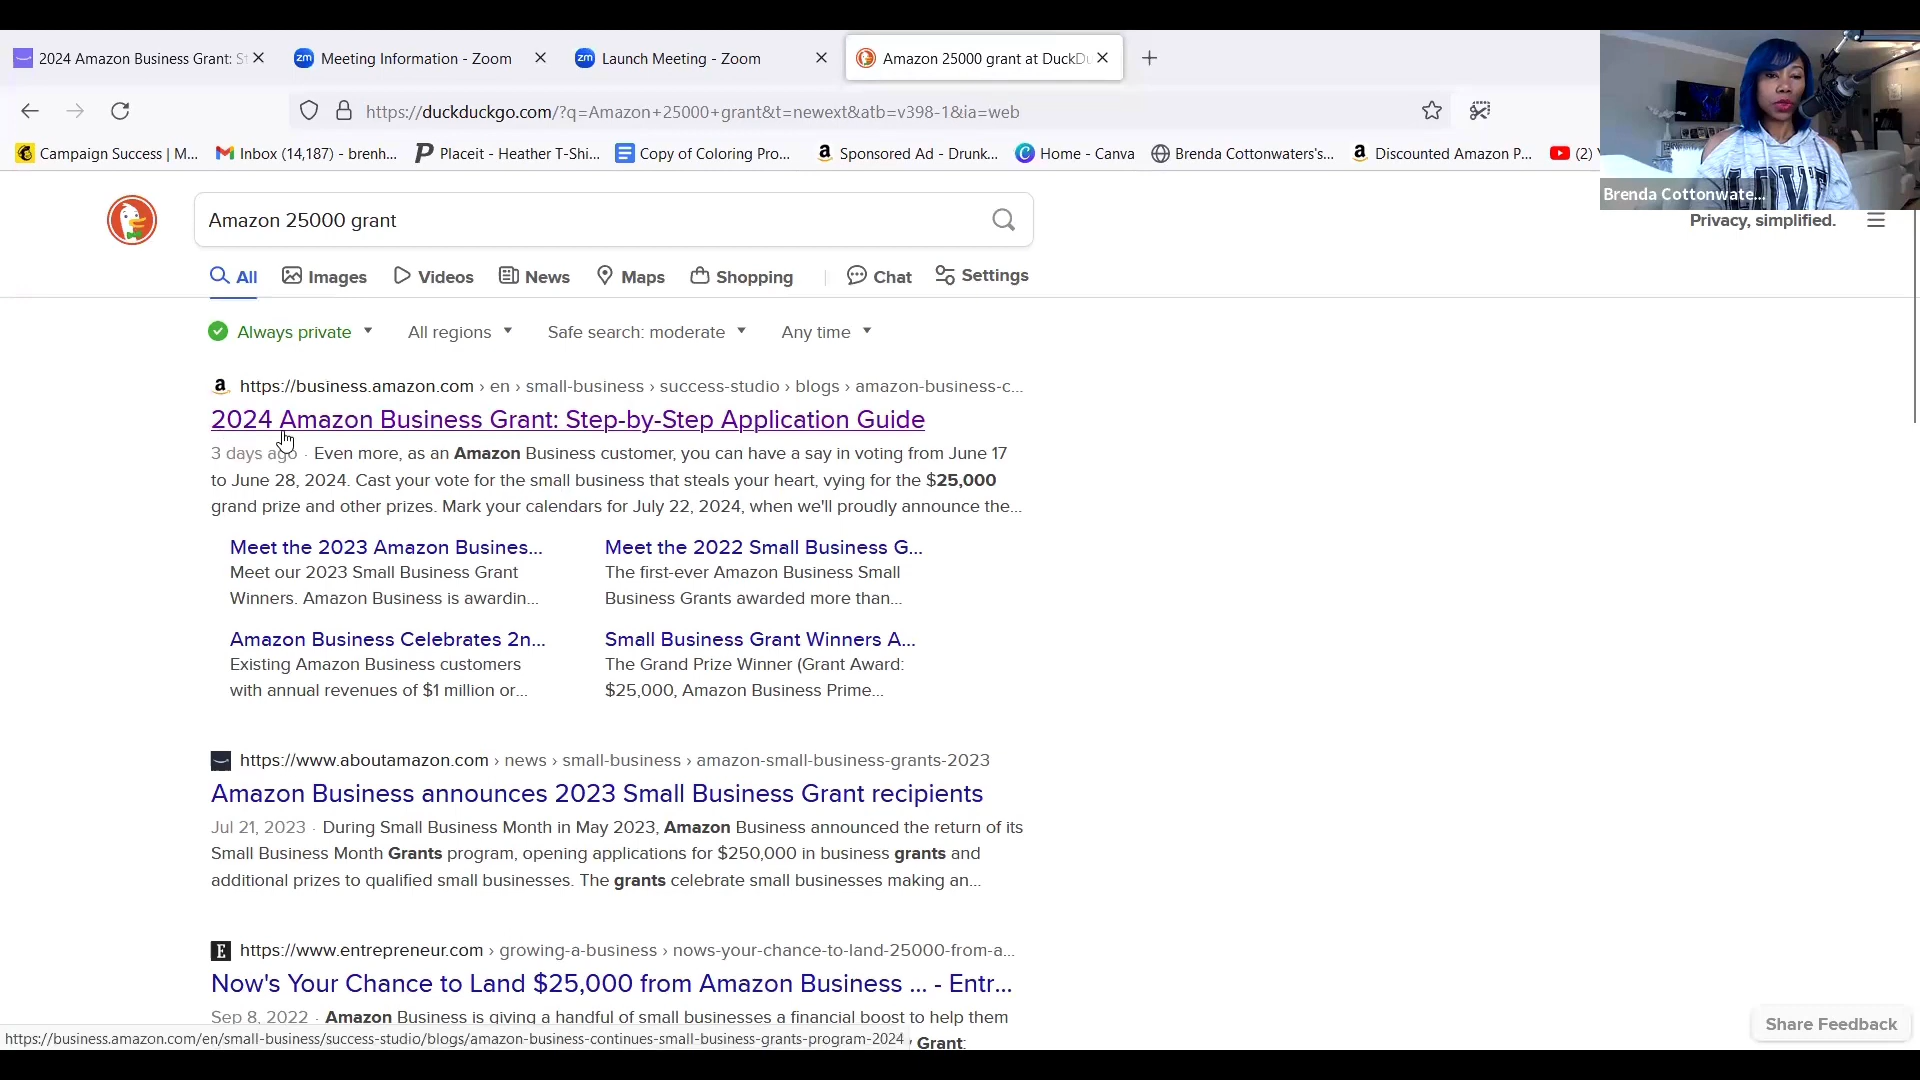 2024 Amazon Business Grant: St
Meeting Information - Zoom
Launch Meeting - Zoom
Amazon 25000 grant at DuckDu
https://duckduckgo.com/?q=Amazon+25000+grant&t=newext&atb=v398-1&ia=web
Campaign Success | M...
Inbox (14,187) - brenh...
Placeit - Heather T-Shi...
Copy of Coloring Pro...
Sponsored Ad - Drunk...
Home - Canva
Brenda Cottonwaters's...
Discounted Amazon P...
(2)
Brenda Cottonwate...
Amazon 25000 grant
Privacy, simplified.
All Images Videos News Maps Shopping Chat Settings
Always private All regions Safe search: moderate Any time
https://business.amazon.com › en › small-business › success-studio › blogs › amazon-business-c...
2024 Amazon Business Grant: Step-by-Step Application Guide
3 days ago · Even more, as an Amazon Business customer, you can have a say in voting from June 17
to June 28, 2024. Cast your vote for the small business that steals your heart, vying for the $25,000
grand prize and other prizes. Mark your calendars for July 22, 2024, when we'll proudly announce the...
Meet the 2023 Amazon Busines...
Meet our 2023 Small Business Grant
Winners. Amazon Business is awardin...
Meet the 2022 Small Business G...
The first-ever Amazon Business Small
Business Grants awarded more than...
Amazon Business Celebrates 2n...
Existing Amazon Business customers
with annual revenues of $1 million or...
Small Business Grant Winners A...
The Grand Prize Winner (Grant Award:
$25,000, Amazon Business Prime...
https://www.aboutamazon.com › news › small-business › amazon-small-business-grants-2023
Amazon Business announces 2023 Small Business Grant recipients
Jul 21, 2023 · During Small Business Month in May 2023, Amazon Business announced the return of its
Small Business Month Grants program, opening applications for $250,000 in business grants and
additional prizes to qualified small businesses. The grants celebrate small businesses making an...
https://www.entrepreneur.com › growing-a-business › nows-your-chance-to-land-25000-from-a...
Now's Your Chance to Land $25,000 from Amazon Business ... - Entr...
Sep 8, 2022 · Amazon Business is giving a handful of small businesses a financial boost to help them
Grant:
https://business.amazon.com/en/small-business/success-studio/blogs/amazon-business-continues-small-business-grants-program-2024
Share Feedback